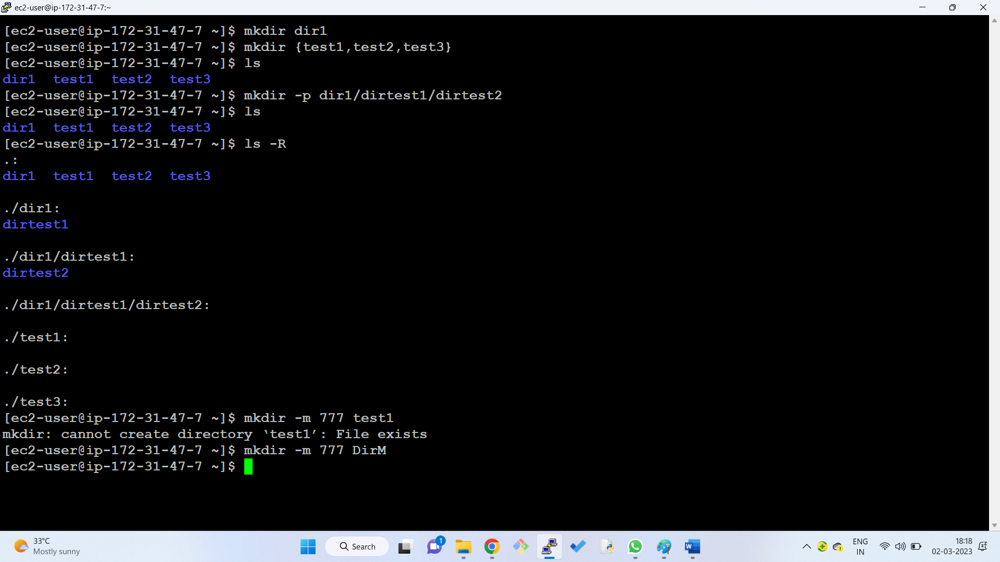 ec2-user@ip-172-31-47-7:~
[ec2-user@ip-172-31-47-7 ~]$ mkdir dir1
[ec2-user@ip-172-31-47-7 ~]$ mkdir {test1,test2,test3}
[ec2-user@ip-172-31-47-7 ~]$ ls
dir1  test1  test2  test3
[ec2-user@ip-172-31-47-7 ~]$ mkdir -p dir1/dirtest1/dirtest2
[ec2-user@ip-172-31-47-7 ~]$ ls
dir1  test1  test2  test3
[ec2-user@ip-172-31-47-7 ~]$ ls -R
.:
dir1  test1  test2  test3
./dir1:
dirtest1
./dir1/dirtest1:
dirtest2
./dir1/dirtest1/dirtest2:
./test1:
./test2:
./test3:
[ec2-user@ip-172-31-47-7 ~]$ mkdir -m 777 test1
mkdir: cannot create directory ‘test1’: File exists
[ec2-user@ip-172-31-47-7 ~]$ mkdir -m 777 DirM
[ec2-user@ip-172-31-47-7 ~]$
33°C
Mostly sunny
Search
1
ENG
IN
18:18
02-03-2023